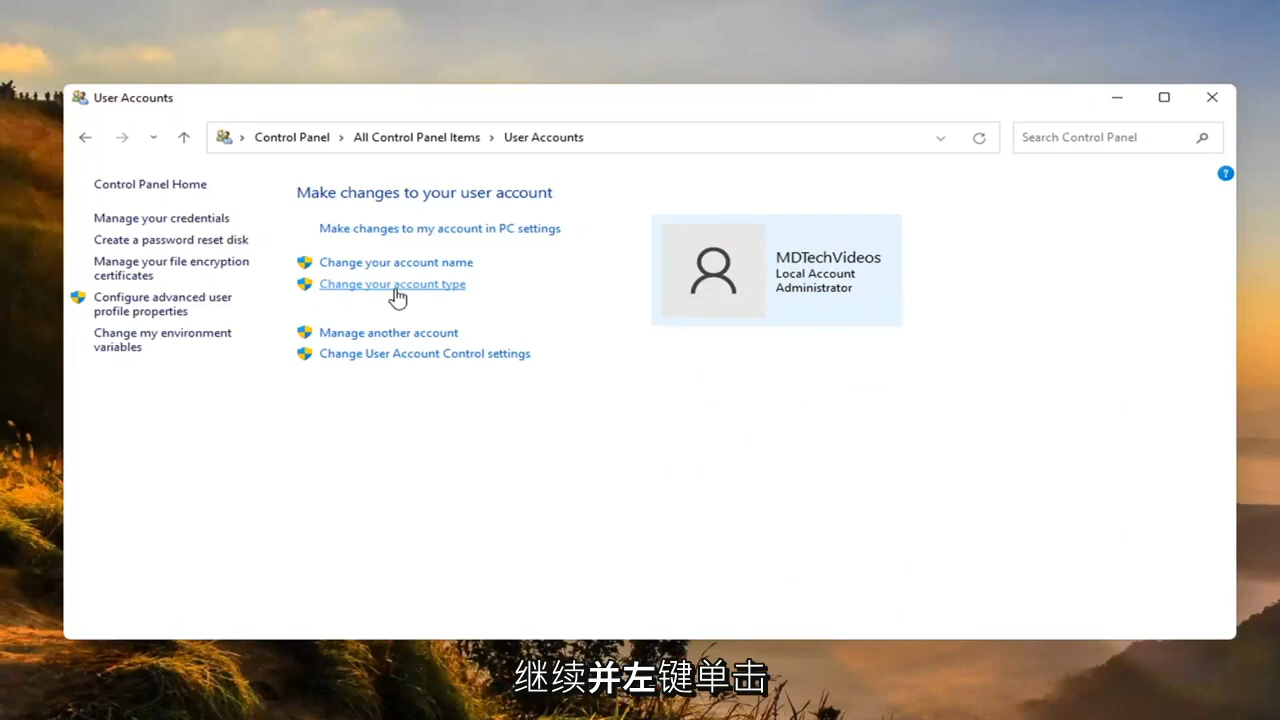 User Accounts
Control Panel > All Control Panel Items > User Accounts
Search Control Panel
?
Control Panel Home
Manage your credentials
Create a password reset disk
Manage your file encryption
certificates
Configure advanced user
profile properties
Change my environment
variables
Make changes to your user account
Make changes to my account in PC settings
Change your account name
Change your account type
Manage another account
Change User Account Control settings
MDTechVideos
Local Account
Administrator
继续并左键单击